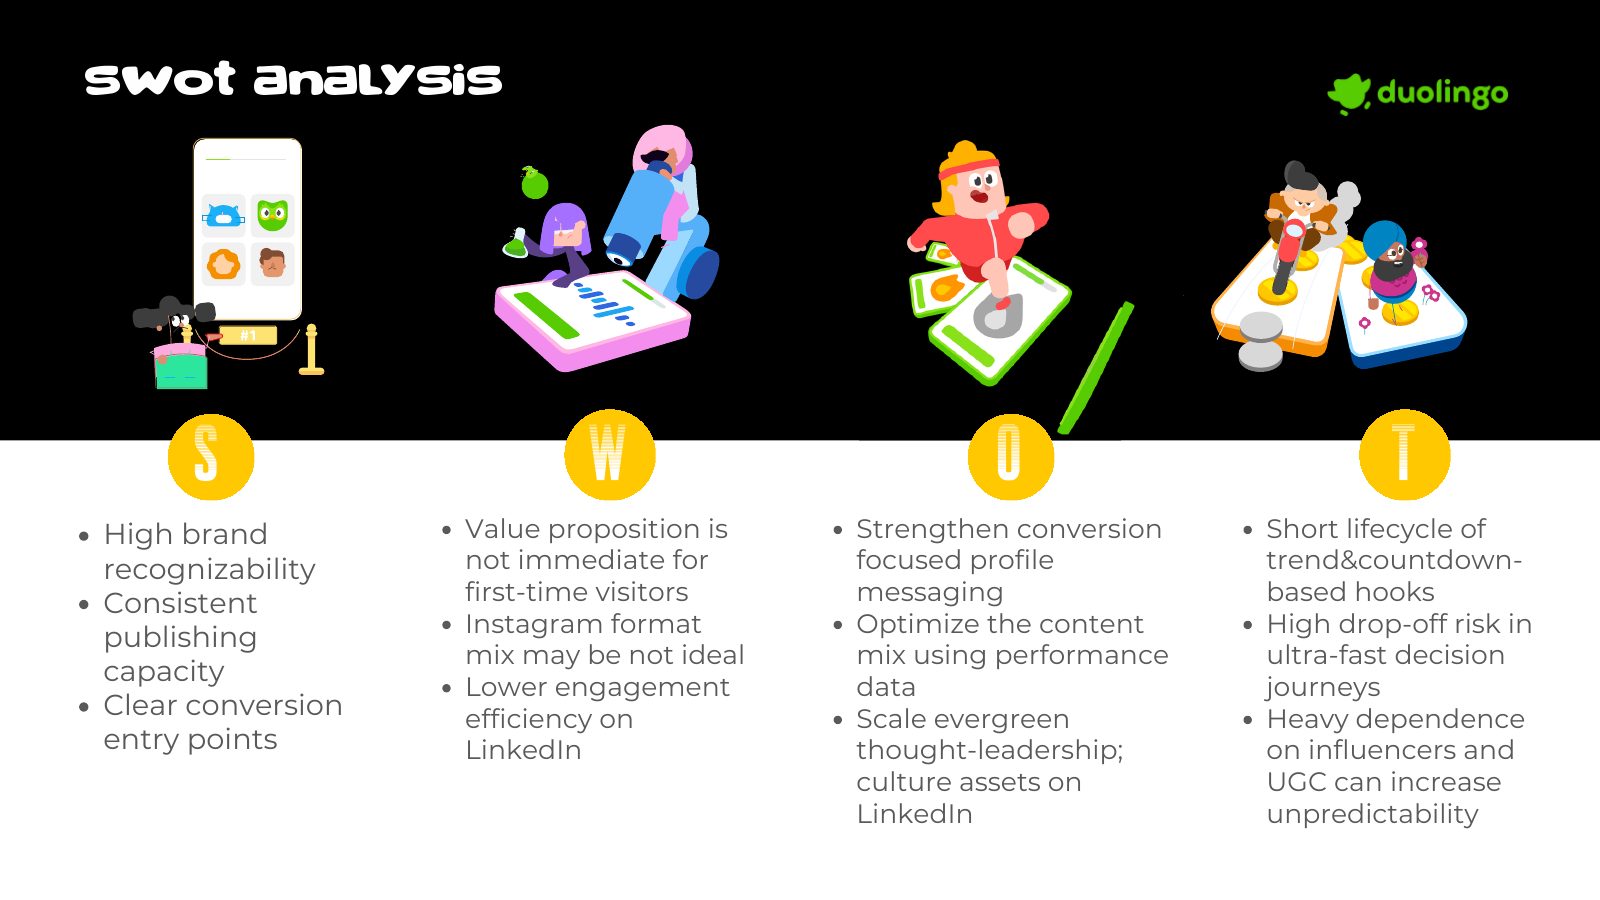 swot analysis
duolingo
#1
S
• High brand
recognizability
• Consistent
publishing
capacity
• Clear conversion
entry points
W
• Value proposition is
not immediate for
first-time visitors
• Instagram format
mix may be not ideal
• Lower engagement
efficiency on
LinkedIn
O
• Strengthen conversion
focused profile
messaging
• Optimize the content
mix using performance
data
• Scale evergreen
thought-leadership;
culture assets on
LinkedIn
T
• Short lifecycle of
trend&countdown-
based hooks
• High drop-off risk in
ultra-fast decision
journeys
• Heavy dependence
on influencers and
UGC can increase
unpredictability